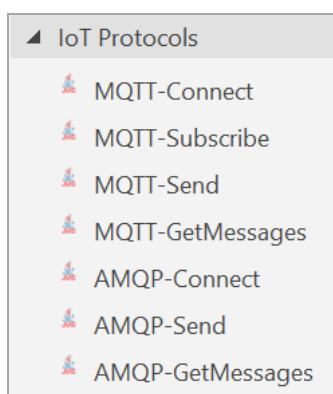 IoT Protocols
MQTT-Connect
MQTT-Subscribe
MQTT-Send
MQTT-GetMessages
AMQP-Connect
AMQP-Send
AMQP-GetMessages